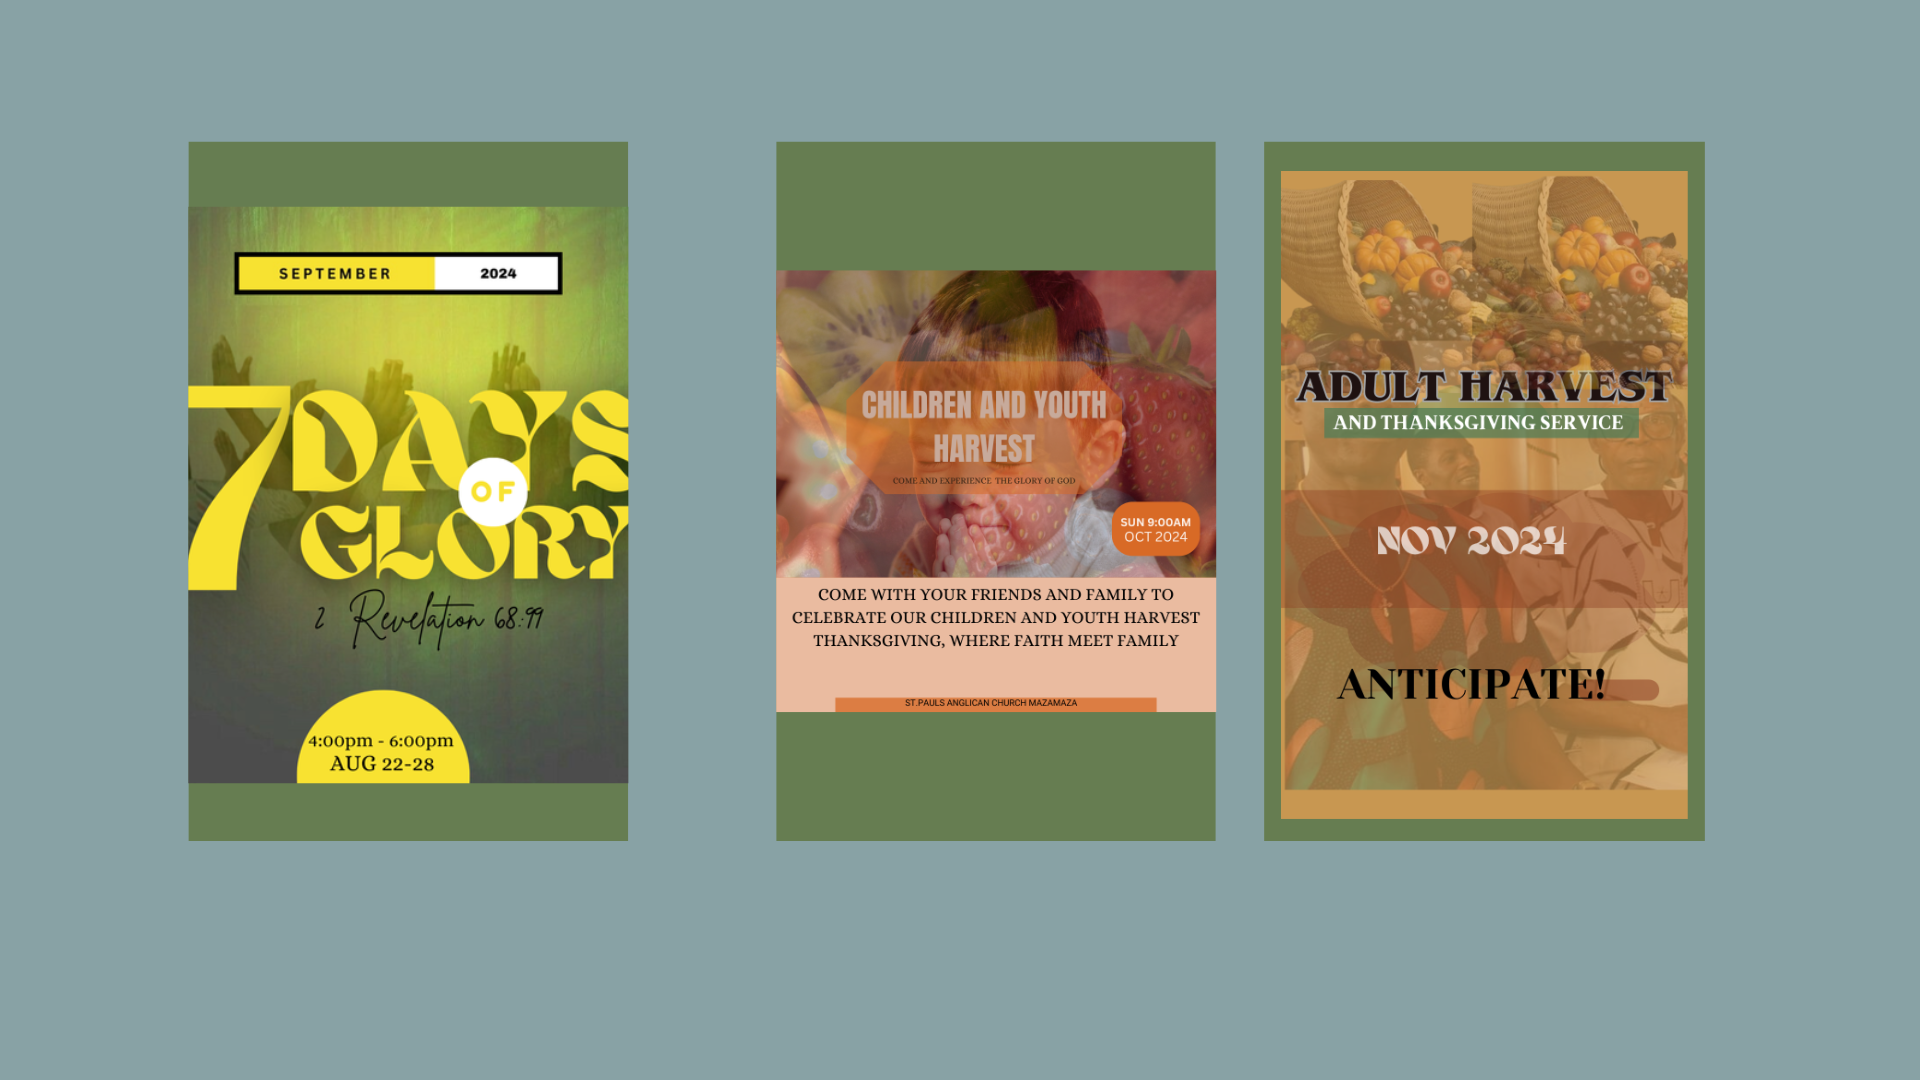 SEPTEMBER 2024
7 DAYS
OF
GLORY
2 Revelation 68:99
4:00pm - 6:00pm
AUG 22-28
CHILDREN AND YOUTH
HARVEST
COME AND EXPERIENCE THE GLORY OF GOD
SUN 9:00AM
OCT 2024
COME WITH YOUR FRIENDS AND FAMILY TO
CELEBRATE OUR CHILDREN AND YOUTH HARVEST
THANKSGIVING, WHERE FAITH MEET FAMILY
ST.PAULS ANGLICAN CHURCH MAZAMAZA
ADULT HARVEST
AND THANKSGIVING SERVICE
NOV 2024
ANTICIPATE!